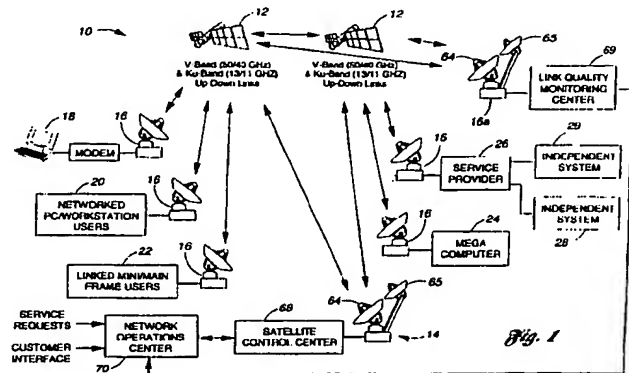 10
12
12
V-Band (50/40 GHz)
& Ku-Band (13/11 GHZ)
Up Down Links
V-Band (50/40 GHz)
& Ku-Band (13/11 GHZ)
Up-Down Links
64
65
69
LINK QUALITY
MONITORING
CENTER
16a
18
16
MODEM
16
26
29
SERVICE
PROVIDER
INDEPENDENT
SYSTEM
20
16
NETWORKED
PC/WORKSTATION
USERS
16
24
MEGA
COMPUTER
INDEPENDENT
SYSTEM
28
22
16
LINKED MINI/MAIN
FRAME USERS
64
65
68
SERVICE
REQUESTS
CUSTOMER
INTERFACE
NETWORK
OPERATIONS
CENTER
70
SATELLITE
CONTROL CENTER
14
Fig. 1